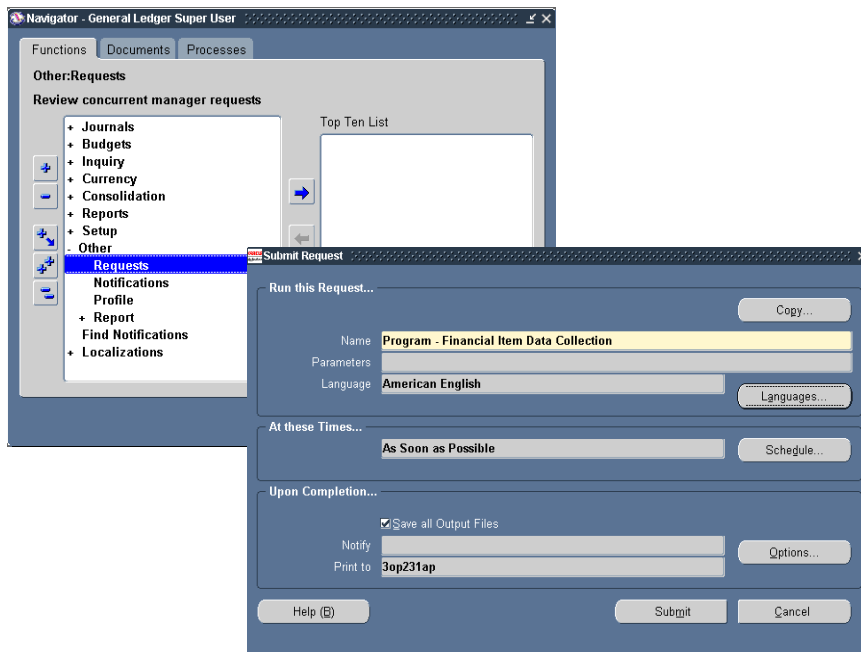 Navigator - General Ledger Super User
Functions Documents Processes
Other:Requests
Review concurrent manager requests
Top Ten List
+ Journals
+ Budgets
+ Inquiry
+ Currency
+ Consolidation
+ Reports
+ Setup
- Other
Requests
Notifications
Profile
+ Report
Find Notifications
+ Localizations
Submit Request
Run this Request...
Copy...
Name Program - Financial Item Data Collection
Parameters
Language American English
Languages...
At these Times...
As Soon as Possible
Schedule...
Upon Completion...
Save all Output Files
Notify
Options...
Print to 3op231ap
Help (B)
Submit
Cancel